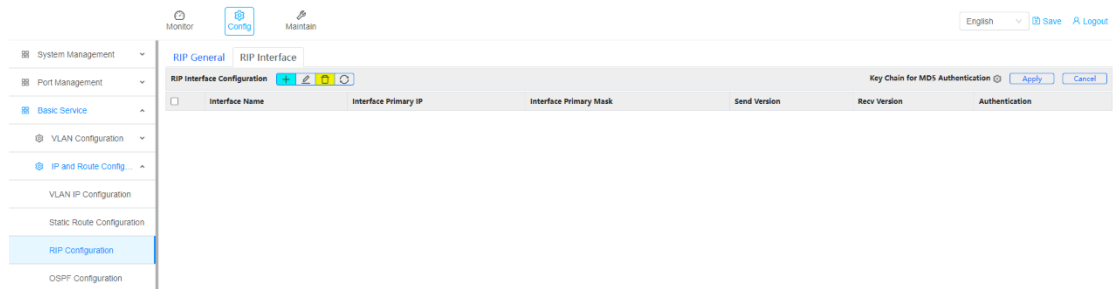 Monitor Config Maintain English Save Logout
System Management
RIP General RIP Interface
Port Management
RIP Interface Configuration Key Chain for MD5 Authentication Apply Cancel
Basic Service
Interface Name Interface Primary IP Interface Primary Mask Send Version Recv Version Authentication
VLAN Configuration
IP and Route Config...
VLAN IP Configuration
Static Route Configuration
RIP Configuration
OSPF Configuration